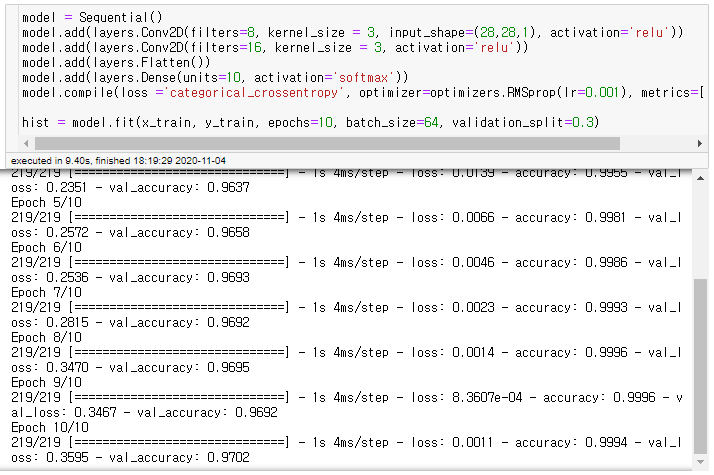 model = Sequential()
model.add(layers.Conv2D(filters=8, kernel_size = 3, input_shape=(28,28,1), activation='relu'))
model.add(layers.Conv2D(filters=16, kernel_size = 3, activation='relu'))
model.add(layers.Flatten())
model.add(layers.Dense(units=10, activation='softmax'))
model.compile(loss ='categorical_crossentropy', optimizer=optimizers.RMSprop(lr=0.001), metrics=[
hist = model.fit(x_train, y_train, epochs=10, batch_size=64, validation_split=0.3)
executed in 9.40s, finished 18:19:29 2020-11-04
219/219 [==============================] - 1s 4ms/step - loss: 0.0139 - accuracy: 0.9955 - val_l
oss: 0.2351 - val_accuracy: 0.9637
Epoch 5/10
219/219 [==============================] - 1s 4ms/step - loss: 0.0066 - accuracy: 0.9981 - val_l
oss: 0.2572 - val_accuracy: 0.9658
Epoch 6/10
219/219 [==============================] - 1s 4ms/step - loss: 0.0046 - accuracy: 0.9986 - val_l
oss: 0.2536 - val_accuracy: 0.9693
Epoch 7/10
219/219 [==============================] - 1s 4ms/step - loss: 0.0023 - accuracy: 0.9993 - val_l
oss: 0.2815 - val_accuracy: 0.9692
Epoch 8/10
219/219 [==============================] - 1s 4ms/step - loss: 0.0014 - accuracy: 0.9996 - val_l
oss: 0.3470 - val_accuracy: 0.9695
Epoch 9/10
219/219 [==============================] - 1s 4ms/step - loss: 8.3607e-04 - accuracy: 0.9996 - v
al_loss: 0.3467 - val_accuracy: 0.9692
Epoch 10/10
219/219 [==============================] - 1s 4ms/step - loss: 0.0011 - accuracy: 0.9994 - val_l
oss: 0.3595 - val_accuracy: 0.9702